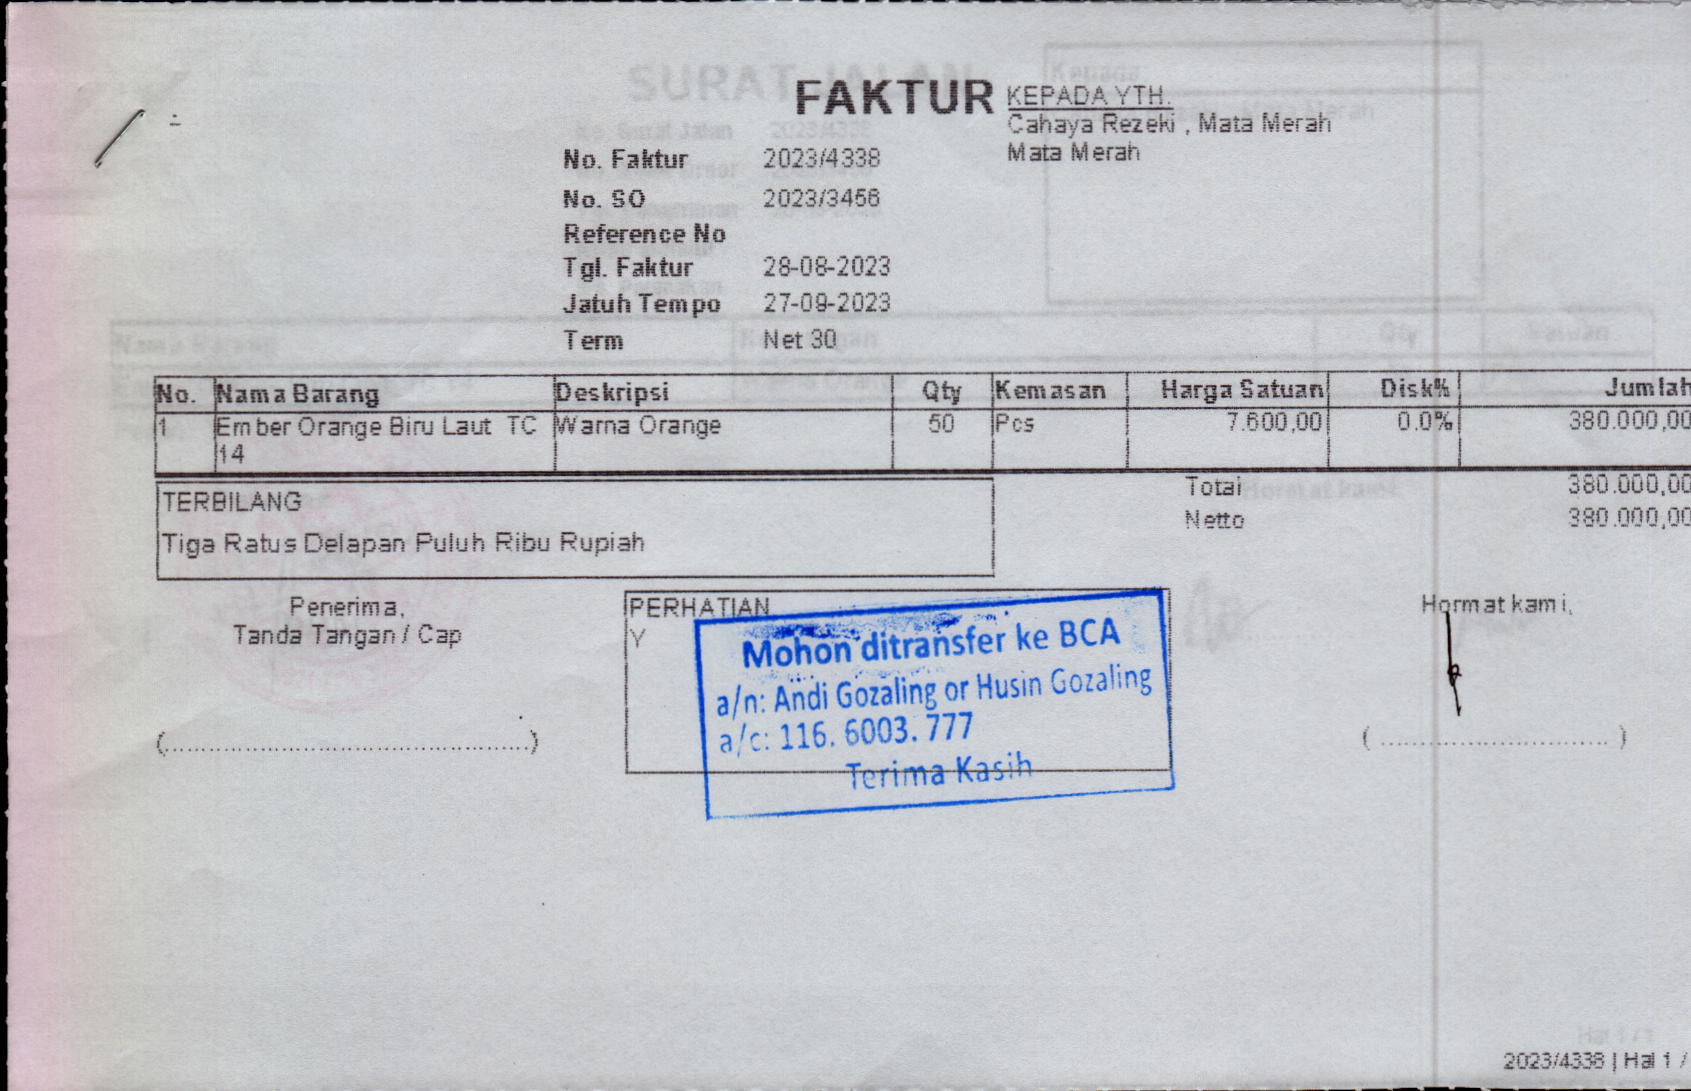 FAKTUR
KEPADA YTH.
Cahaya Rezeki , Mata Merah
Mata Merah
No. Faktur 2023/4338
No. SO 2023/3456
Reference No
Tgl. Faktur 28-08-2023
Jatuh Tempo 27-09-2023
Term Net 30
No. Nama Barang Deskripsi Qty Kemasan Harga Satuan Disk% Jumlah
1 Ember Orange Biru Laut TC Warna Orange 50 Pcs 7.600,00 0.0% 380.000,00
14
Total 380.000,00
Netto 380.000,00
TERBILANG
Tiga Ratus Delapan Puluh Ribu Rupiah
Penerima,
Tanda Tangan / Cap
(..............................................)
PERHATIAN
Y
Mohon ditransfer ke BCA
a/n: Andi Gozaling or Husin Gozaling
a/c: 116. 6003. 777
Terima Kasih
Hormat kami,
( ............................. )
2023/4338 | Hal 1 /